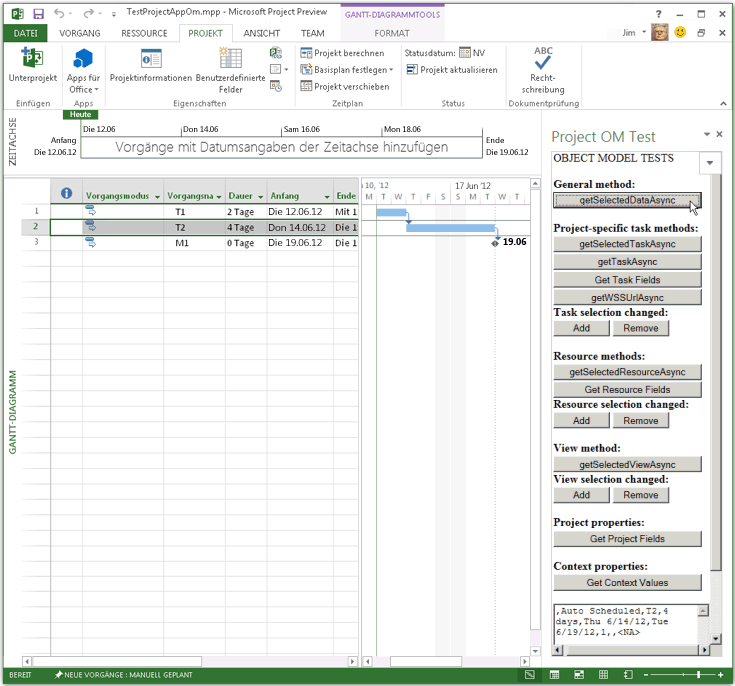 TestProjectAppOm.mpp - Microsoft Project Preview
GANTT-DIAGRAMMTOOLS
DATEI
VORGANG
RESSOURCE
PROJEKT
ANSICHT
TEAM
FORMAT
Jim
Unterprojekt
Apps für
Office
Projektinformationen
Benutzerdefinierte
Felder
Projekt berechnen
Basisplan festlegen
Projekt verschieben
Statusdatum:
NV
Projekt aktualisieren
ABC
Recht-
schreibung
Einfügen
Apps
Eigenschaften
Zeitplan
Status
Dokumentprüfung
ZEITACHSE
Heute
Die 12.06
Don 14.06
Sam 16.06
Mon 18.06
Anfang
Die 12.06.12
Vorgänge mit Datumsangaben der Zeitachse hinzufügen
Ende
Die 19.06.12
GANTT-DIAGRAMM
10, '12
17 Jun '12
Vorgangsmodus
Vorgangsna
Dauer
Anfang
Ende
M T W T F S S M T W T
1 T1 2 Tage Die 12.06.12 Mit 1
2 T2 4 Tage Don 14.06.12 Die 1
3 M1 0 Tage Die 19.06.12 Die 1
19.06
Project OM Test
OBJECT MODEL TESTS
General method:
getSelectedDataAsync
Project-specific task methods:
getSelectedTaskAsync
getTaskAsync
Get Task Fields
getWSSUrlAsync
Task selection changed:
Add Remove
Resource methods:
getSelectedResourceAsync
Get Resource Fields
Resource selection changed:
Add Remove
View method:
getSelectedViewAsync
View selection changed:
Add Remove
Project properties:
Get Project Fields
Context properties:
Get Context Values
,Auto Scheduled,T2,4
days,Thu 6/14/12,Tue
6/19/12,1,,<NA>
BEREIT
NEUE VORGÄNGE : MANUELL GEPLANT